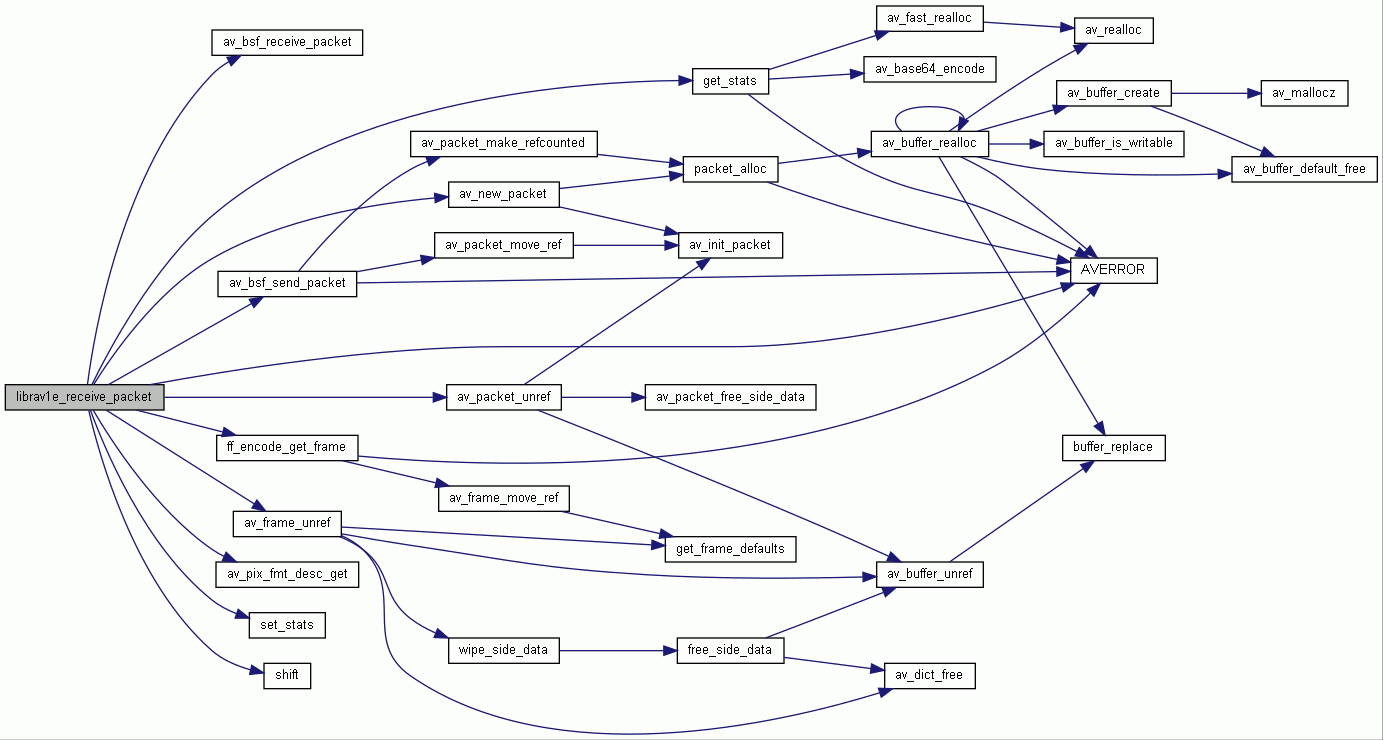 av_fast_realloc
av_realloc
av_bsf_receive_packet
get_stats
av_base64_encode
av_buffer_create
av_mallocz
av_packet_make_refcounted
av_buffer_realloc
av_buffer_is_writable
packet_alloc
av_buffer_default_free
av_new_packet
av_packet_move_ref
av_init_packet
AVERROR
av_bsf_send_packet
librav1e_receive_packet
av_packet_unref
av_packet_free_side_data
ff_encode_get_frame
buffer_replace
av_frame_move_ref
av_frame_unref
get_frame_defaults
av_pix_fmt_desc_get
av_buffer_unref
set_stats
wipe_side_data
free_side_data
shift
av_dict_free